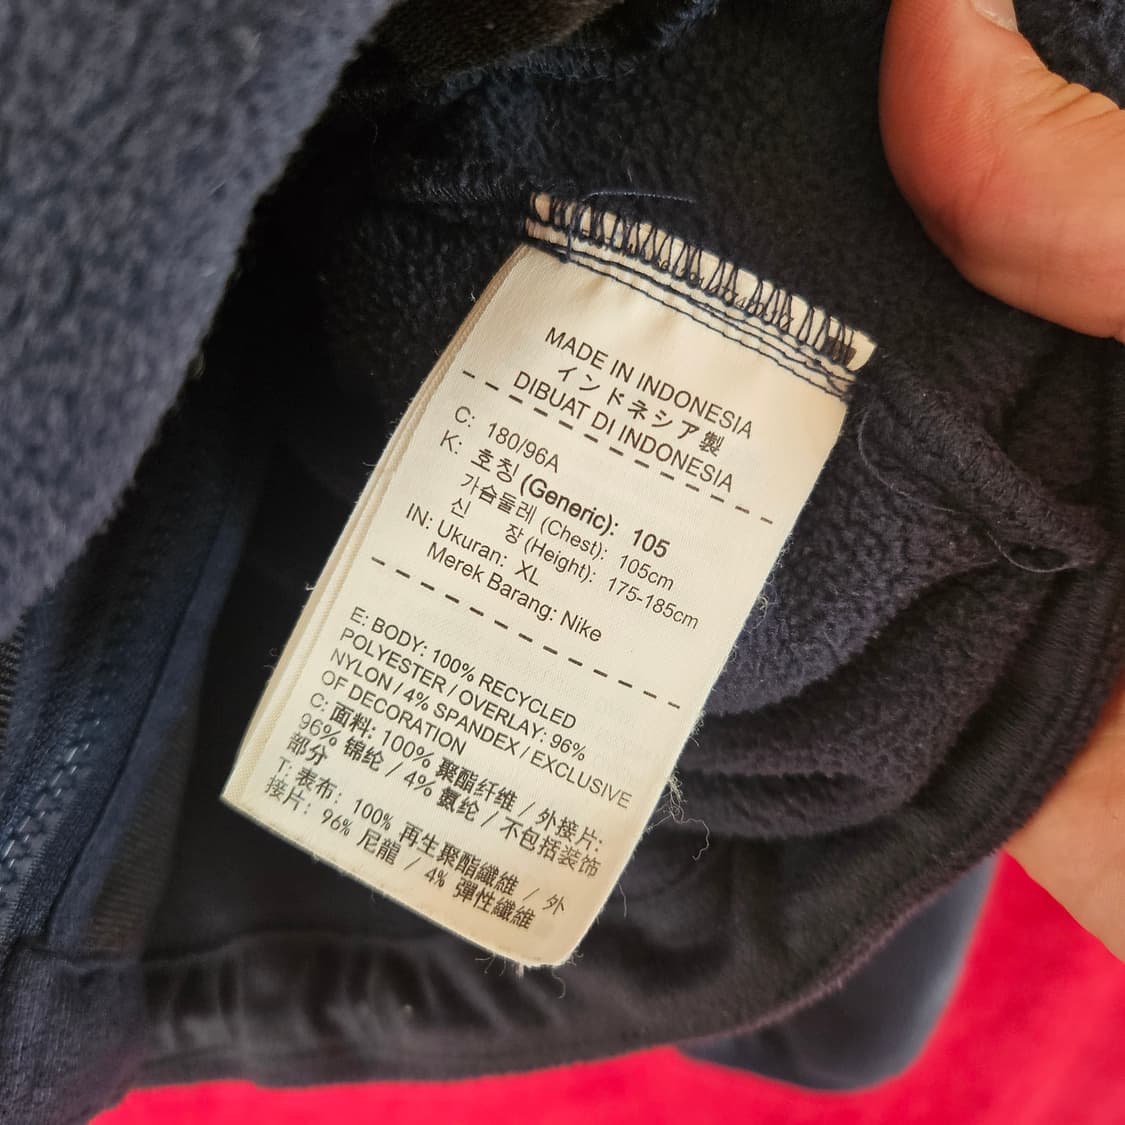 MADE IN INDONESIA
インドネシア製
DIBUAT DI INDONESIA
C: 180/96A
K: 호칭 (Generic): 105
가슴둘레 (Chest): 105cm
신 장 (Height): 175-185cm
IN: Ukuran: XL
Merek Barang: Nike
E: BODY: 100% RECYCLED
POLYESTER / OVERLAY: 96%
NYLON / 4% SPANDEX / EXCLUSIVE
OF DECORATION
C: 面料: 100% 聚酯纤维 / 外接片:
96% 锦纶 / 4% 氨纶 / 不包括装饰
部分
T: 表布: 100% 再生聚酯纖維 / 外
接片: 96% 尼龍 / 4% 彈性纖維